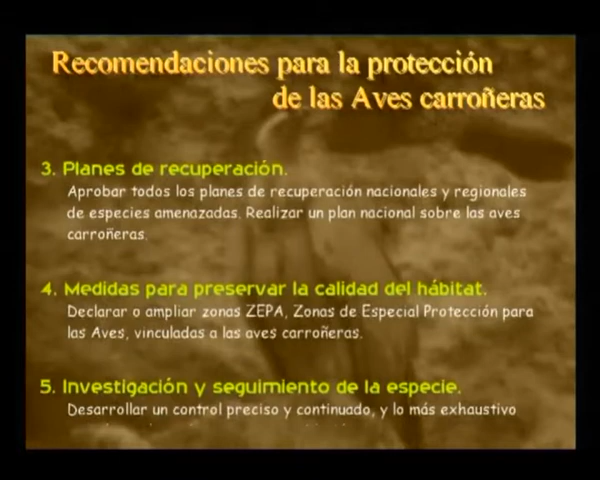 Recomendaciones para la protección
de las Aves carroñeras
3. Planes de recuperación.
Aprobar todos los planes de recuperación nacionales y regionales
de especies amenazadas. Realizar un plan nacional sobre las aves
carroñeras.
4. Medidas para preservar la calidad del hábitat.
Declarar o ampliar zonas ZEPA, Zonas de Especial Protección para
las Aves, vinculadas a las aves carroñeras.
5. Investigación y seguimiento de la especie.
Desarrollar un control preciso y continuado, y lo más exhaustivo